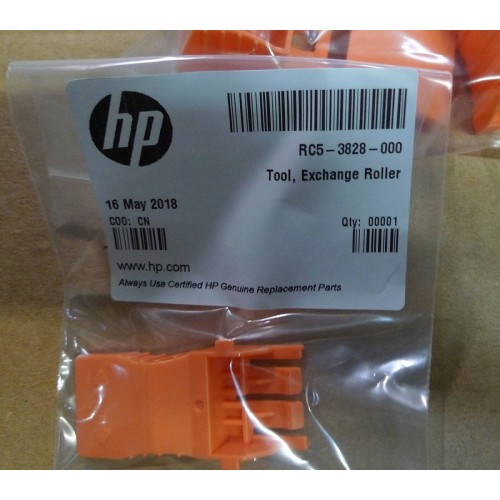 hp
RC5-3828-000
Tool, Exchange Roller
16 May 2018
COO: CN
Qty: 00001
www.hp.com
Always Use Certified HP Genuine Replacement Parts